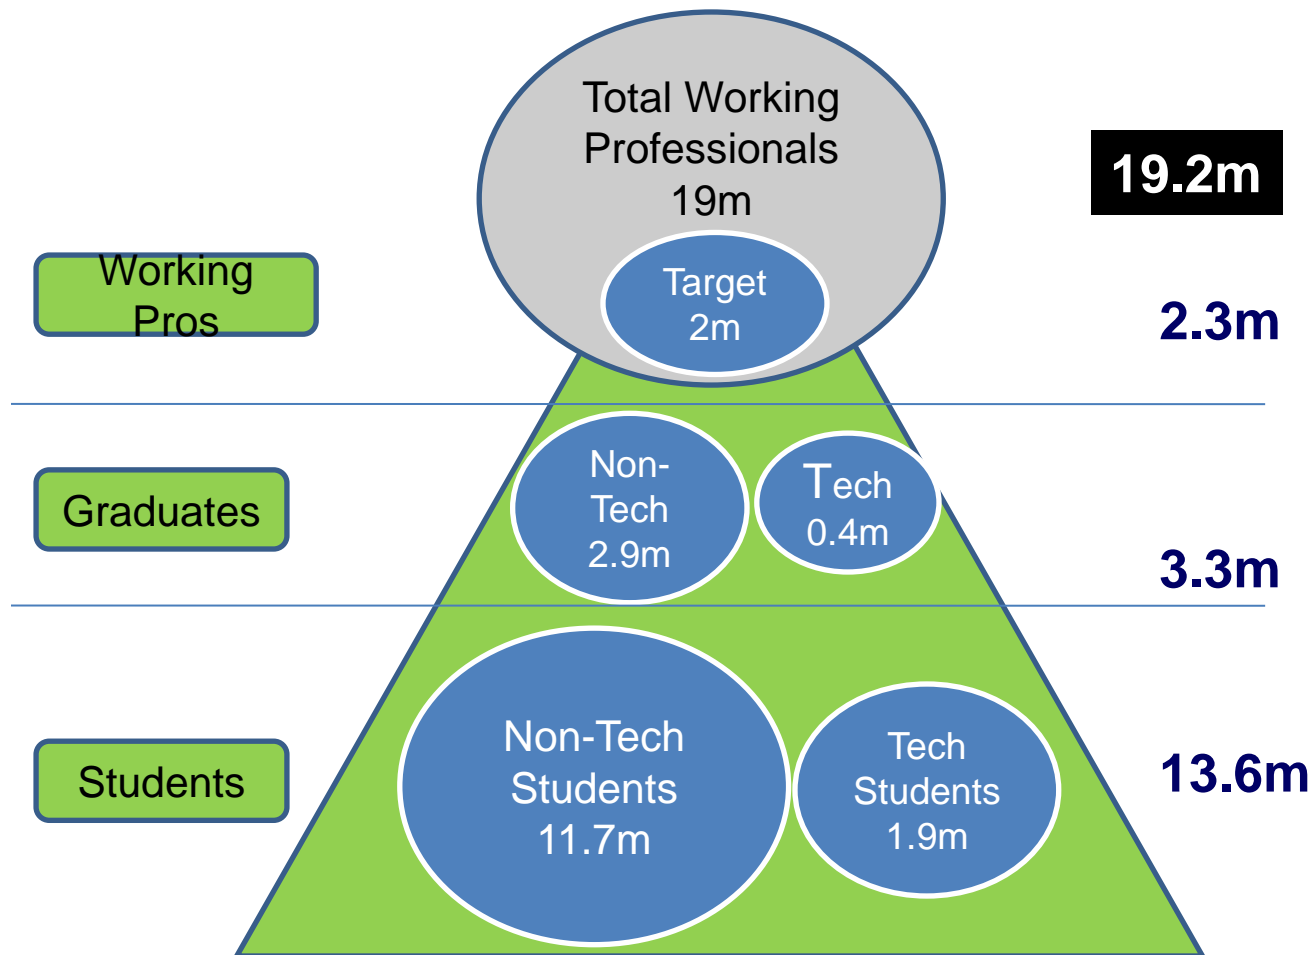 Total Working
Professionals
19m
19.2m
Working
Pros
Target
2m
2.3m
Graduates
Non-
Tech
2.9m
Tech
0.4m
3.3m
Students
Non-Tech
Students
11.7m
Tech
Students
1.9m
13.6m